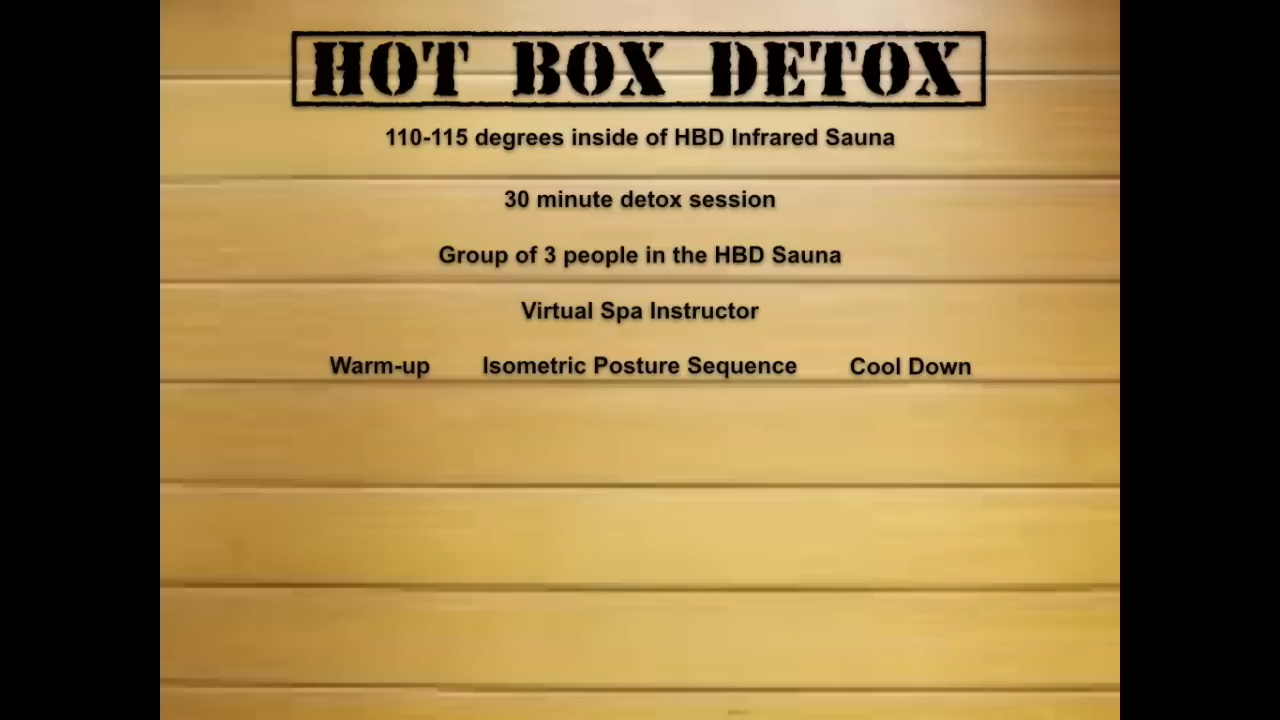 HOT BOX DETOX
110-115 degrees inside of HBD Infrared Sauna
30 minute detox session
Group of 3 people in the HBD Sauna
Virtual Spa Instructor
Warm-up Isometric Posture Sequence Cool Down